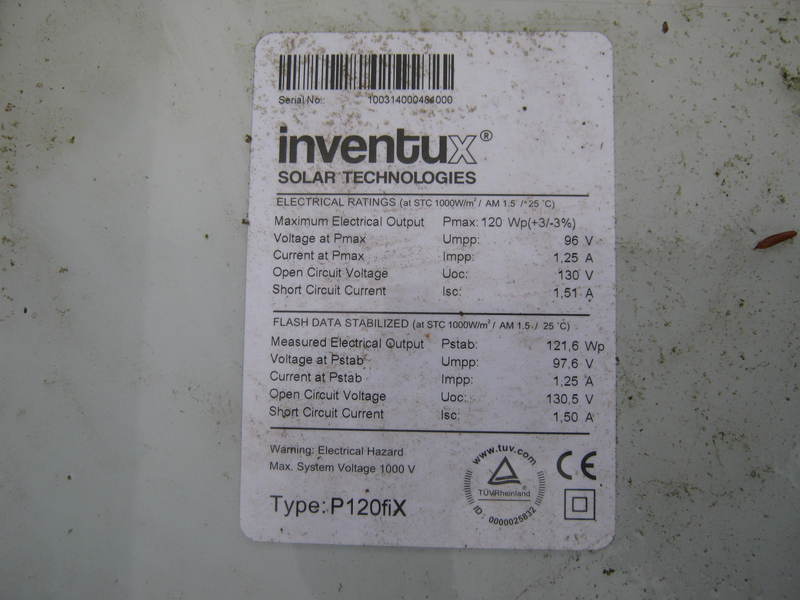 Serial No.: 100314000484000
inventux®
SOLAR TECHNOLOGIES
ELECTRICAL RATINGS (at STC 1000W/m² / AM 1.5 / 25 °C)
Maximum Electrical Output Pmax: 120 Wp(+3/-3%)
Voltage at Pmax Umpp: 96 V
Current at Pmax Impp: 1,25 A
Open Circuit Voltage Uoc: 130 V
Short Circuit Current Isc: 1,51 A
FLASH DATA STABILIZED (at STC 1000W/m² / AM 1.5 / 25 °C)
Measured Electrical Output Pstab: 121,6 Wp
Voltage at Pstab Umpp: 97,6 V
Current at Pstab Impp: 1,25 A
Open Circuit Voltage Uoc: 130,5 V
Short Circuit Current Isc: 1,50 A
Warning: Electrical Hazard
Max. System Voltage 1000 V
Type: P120fiX
www.tuv.com
TÜVRheinland
ID: 0000025832
CE